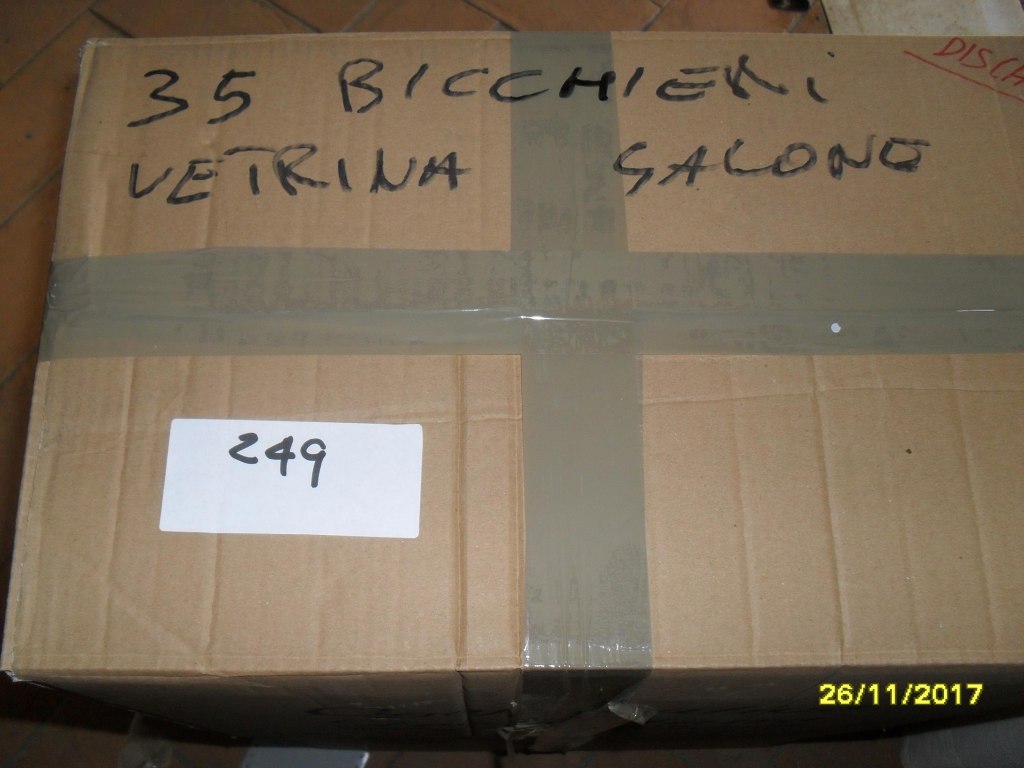 35 BICCHIERI
VETRINA SALONE
249
26/11/2017